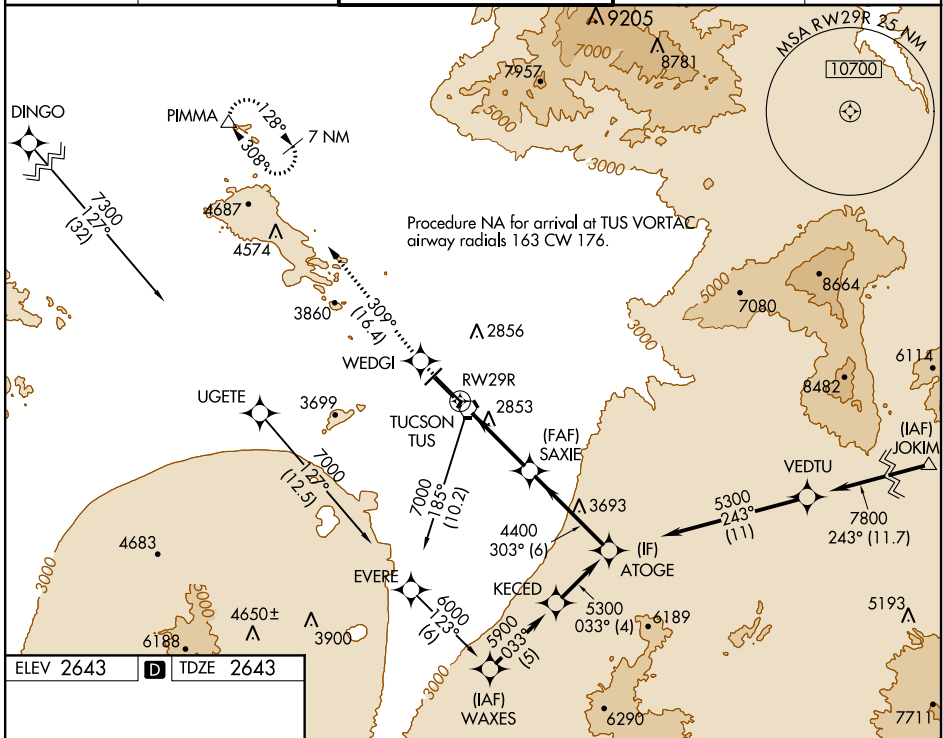 9205
7000
8781
7957
5000
3000
MSA RW29R 25 NM
10700
DINGO
PIMMA
128°
7 NM
308°
7300
127°
(32)
4687
4574
Procedure NA for arrival at TUS VORTAC
airway radials 163 CW 176.
309°
(16.4)
3860
2856
5000
7080
8664
3000
WEDGI
RW29R
6114
8482
UGETE
3699
TUCSON
TUS
2853
(FAF)
SAXIE
(IAF)
JOKIM
VEDTU
7000
127°
(12.5)
7000
185°
(10.2)
3693
5300
243°
(11)
7800
243° (11.7)
4400
303° (6)
(IF)
ATOGE
4683
3000
EVERE
KECED
5300
033° (4)
6000
123°
(6)
5900
033°
(5)
5000
4650±
3900
6188
6189
5193
3000
(IAF)
WAXES
6290
7711
ELEV 2643 D TDZE 2643